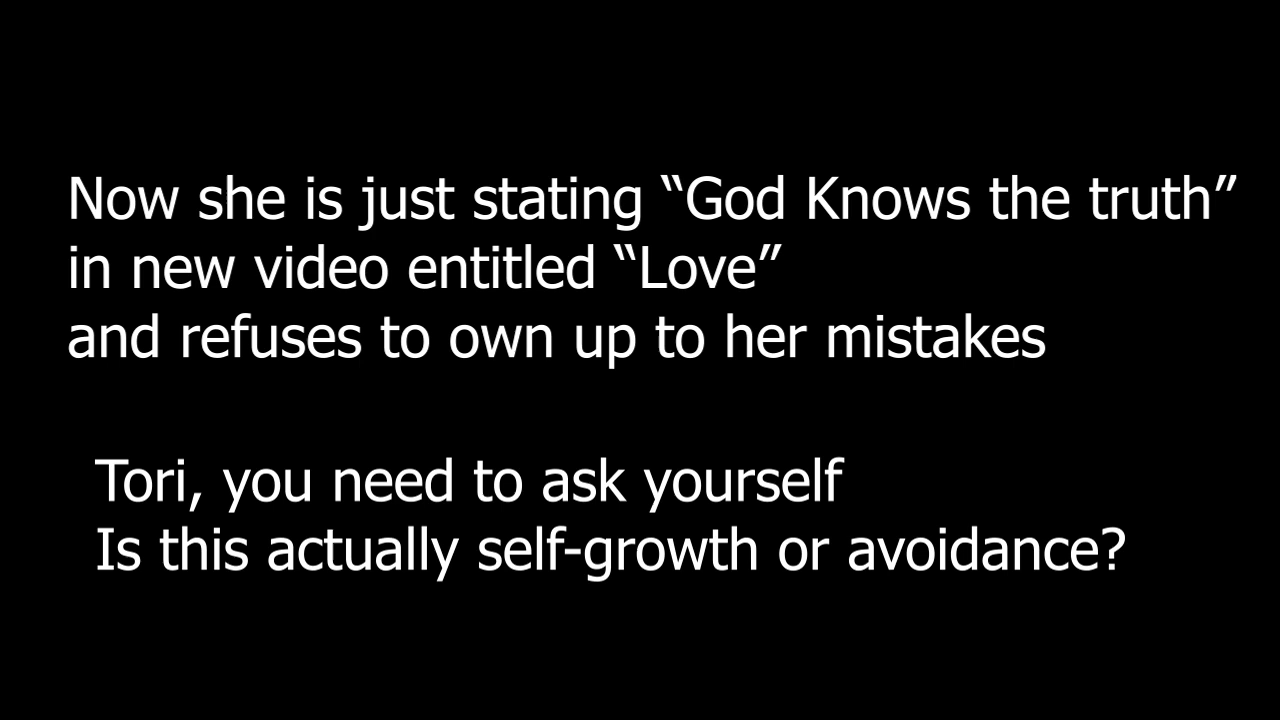 Now she is just stating “God Knows the truth”
in new video entitled “Love”
and refuses to own up to her mistakes
Tori, you need to ask yourself
Is this actually self-growth or avoidance?